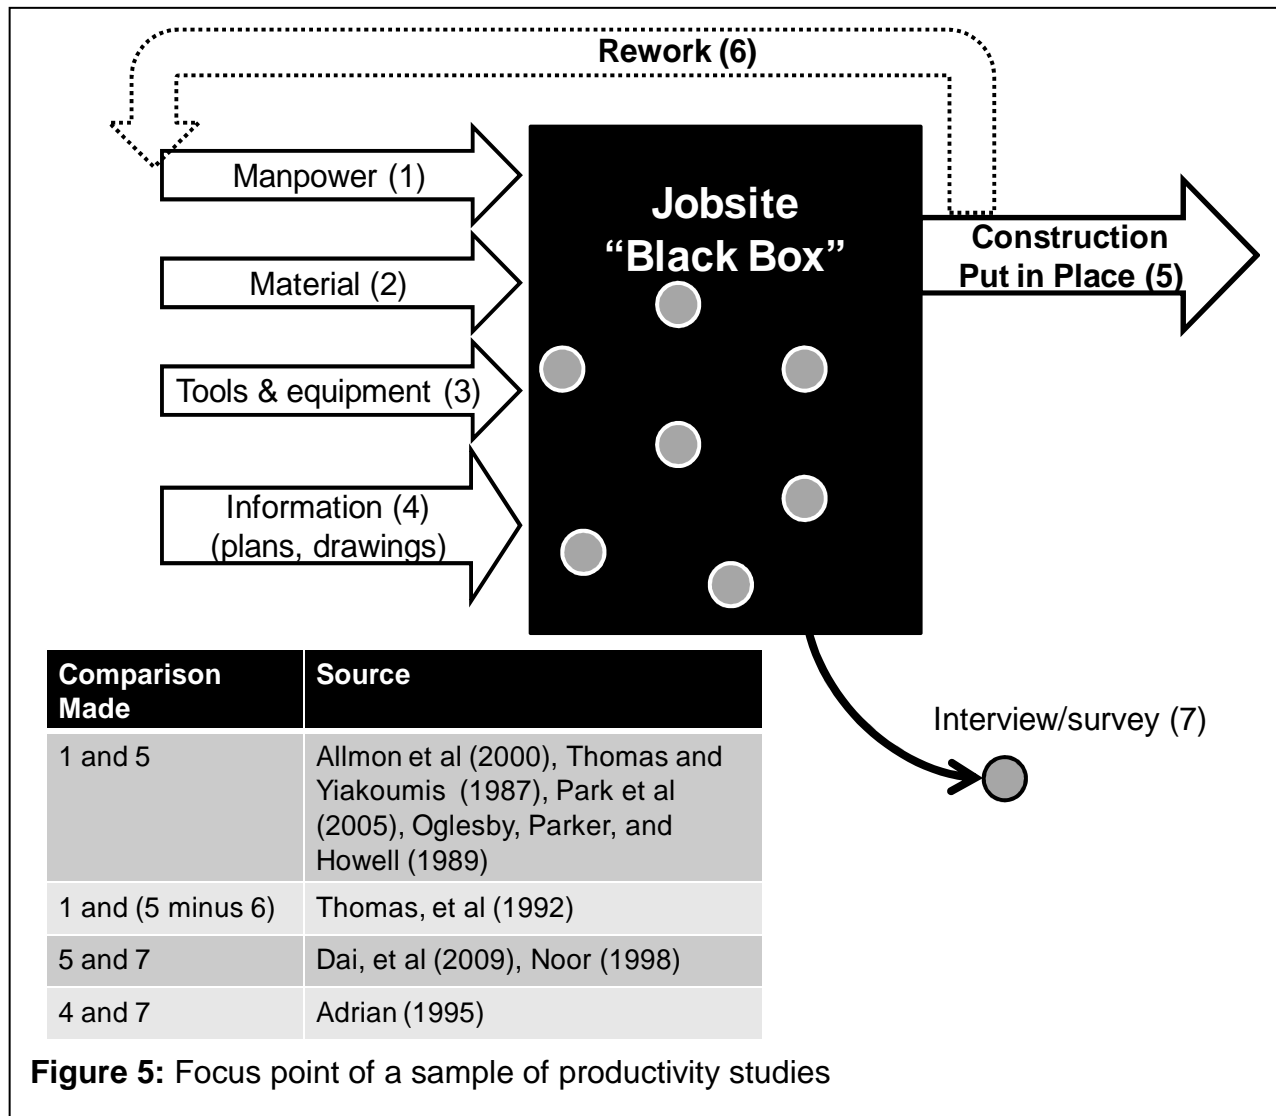 Rework (6)
Manpower (1)
Material (2)
Tools & equipment (3)
Information (4)
(plans, drawings)
Jobsite
“Black Box”
Construction
Put in Place (5)
Interview/survey (7)
Comparison
Made
Source
1 and 5
Allmon et al (2000), Thomas and
Yiakoumis (1987), Park et al
(2005), Oglesby, Parker, and
Howell (1989)
1 and (5 minus 6)
Thomas, et al (1992)
5 and 7
Dai, et al (2009), Noor (1998)
4 and 7
Adrian (1995)
Figure 5: Focus point of a sample of productivity studies